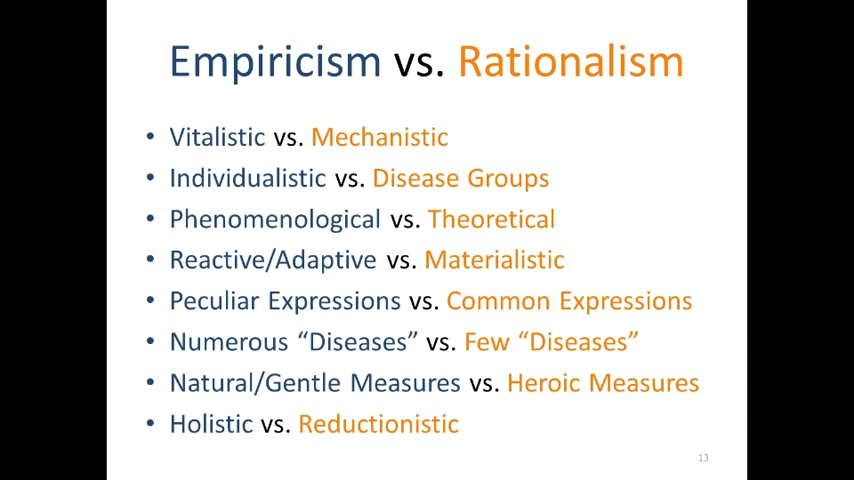 Empiricism vs. Rationalism
• Vitalistic vs. Mechanistic
• Individualistic vs. Disease Groups
• Phenomenological vs. Theoretical
• Reactive/Adaptive vs. Materialistic
• Peculiar Expressions vs. Common Expressions
• Numerous “Diseases” vs. Few “Diseases”
• Natural/Gentle Measures vs. Heroic Measures
• Holistic vs. Reductionistic
13